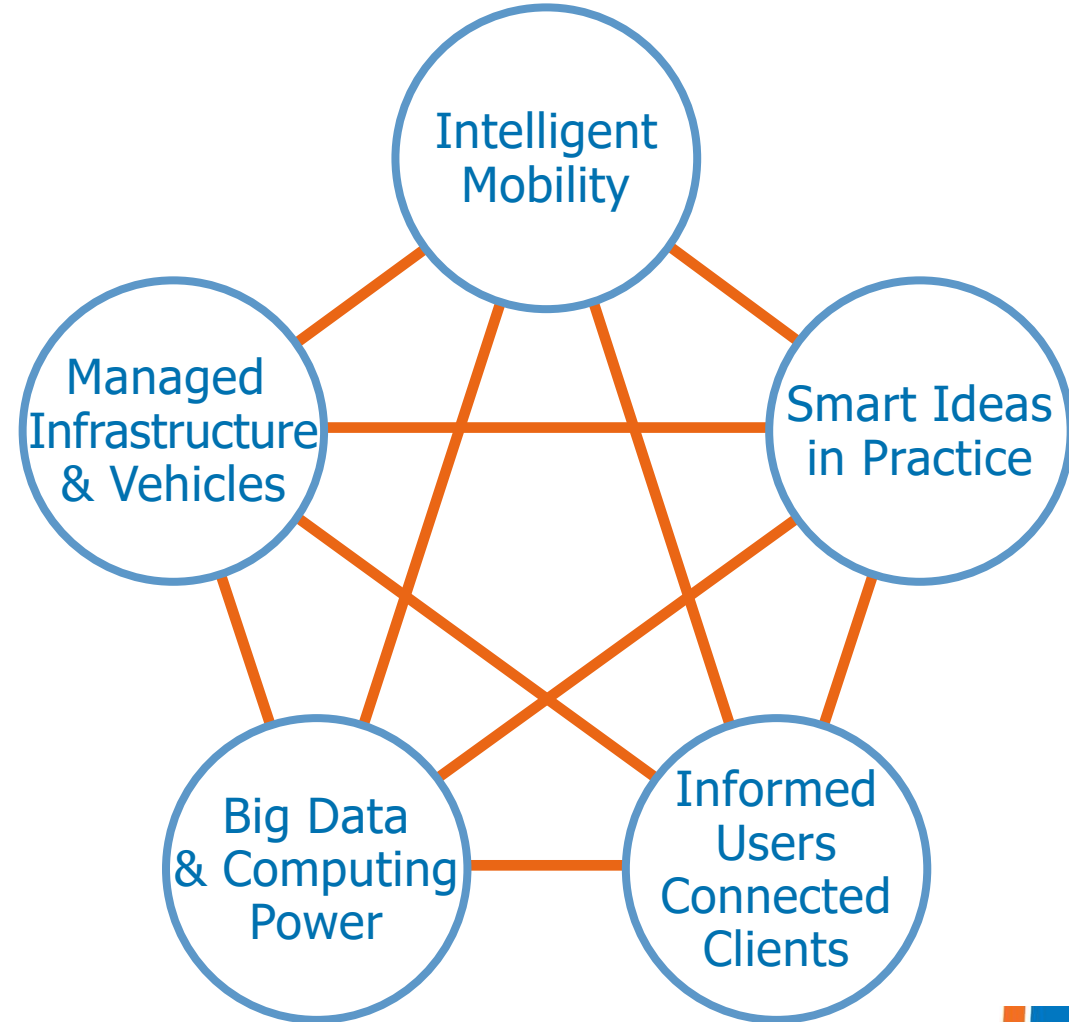 Intelligent
Mobility
Managed
Infrastructure
& Vehicles
Smart Ideas
in Practice
Big Data
& Computing
Power
Informed
Users
Connected
Clients